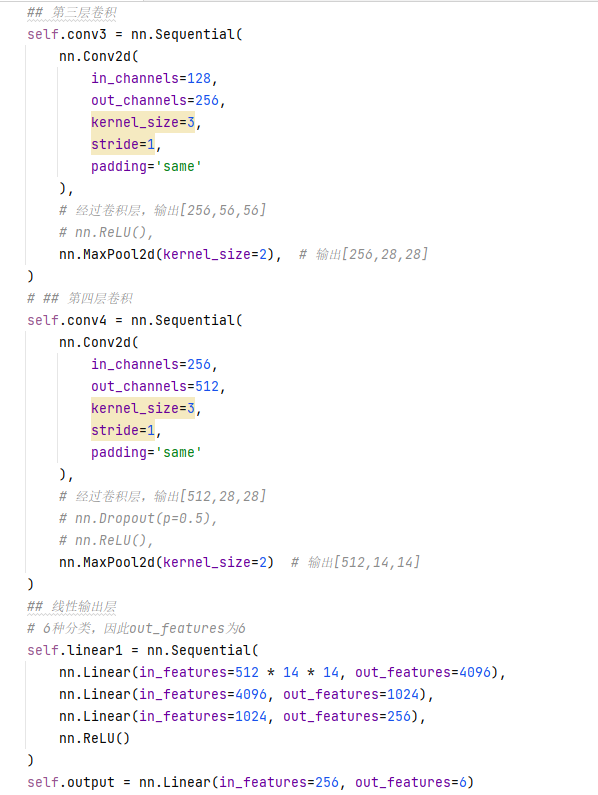 ## 第三层卷积
self.conv3 = nn.Sequential(
nn.Conv2d(
in_channels=128,
out_channels=256,
kernel_size=3,
stride=1,
padding='same'
),
# 经过卷积层，输出[256,56,56]
# nn.ReLU(),
nn.MaxPool2d(kernel_size=2),  # 输出[256,28,28]
)
# ## 第四层卷积
self.conv4 = nn.Sequential(
nn.Conv2d(
in_channels=256,
out_channels=512,
kernel_size=3,
stride=1,
padding='same'
),
# 经过卷积层，输出[512,28,28]
# nn.Dropout(p=0.5),
# nn.ReLU(),
nn.MaxPool2d(kernel_size=2)  # 输出[512,14,14]
)
## 线性输出层
# 6种分类，因此out_features为6
self.linear1 = nn.Sequential(
nn.Linear(in_features=512 * 14 * 14, out_features=4096),
nn.Linear(in_features=4096, out_features=1024),
nn.Linear(in_features=1024, out_features=256),
nn.ReLU()
)
self.output = nn.Linear(in_features=256, out_features=6)